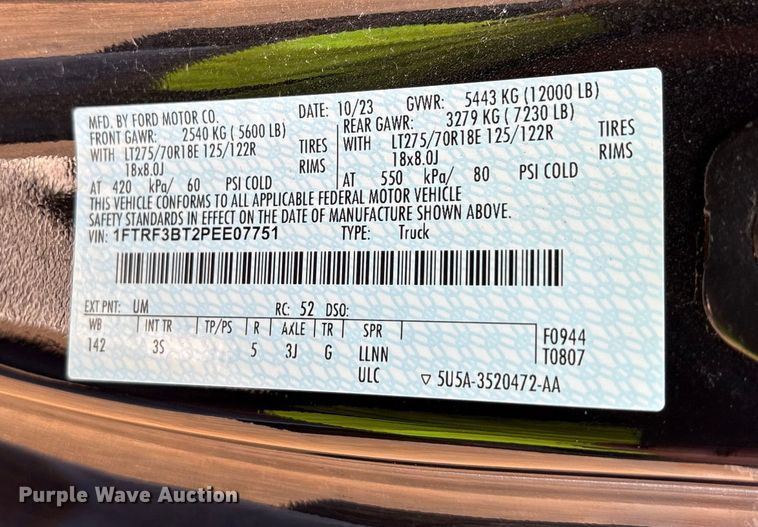 MFD. BY FORD MOTOR CO.
DATE: 10/23 GVWR: 5443 KG (12000 LB)
FRONT GAWR: 2540 KG ( 5600 LB)
REAR GAWR: 3279 KG ( 7230 LB)
WITH LT275/70R18E 125/122R TIRES
WITH LT275/70R18E 125/122R TIRES
18x8.0J RIMS
18x8.0J RIMS
AT 420 kPa/ 60 PSI COLD
AT 550 kPa/ 80 PSI COLD
THIS VEHICLE CONFORMS TO ALL APPLICABLE FEDERAL MOTOR VEHICLE
SAFETY STANDARDS IN EFFECT ON THE DATE OF MANUFACTURE SHOWN ABOVE.
VIN: 1FTRF3BT2PEE07751 TYPE: Truck
EXT PNT: UM RC: 52 DSO:
WB INT TR TP/PS R AXLE TR SPR F0944
142 3S 5 3J G LLNN T0807
ULC ▽ 5U5A-3520472-AA
Purple Wave Auction